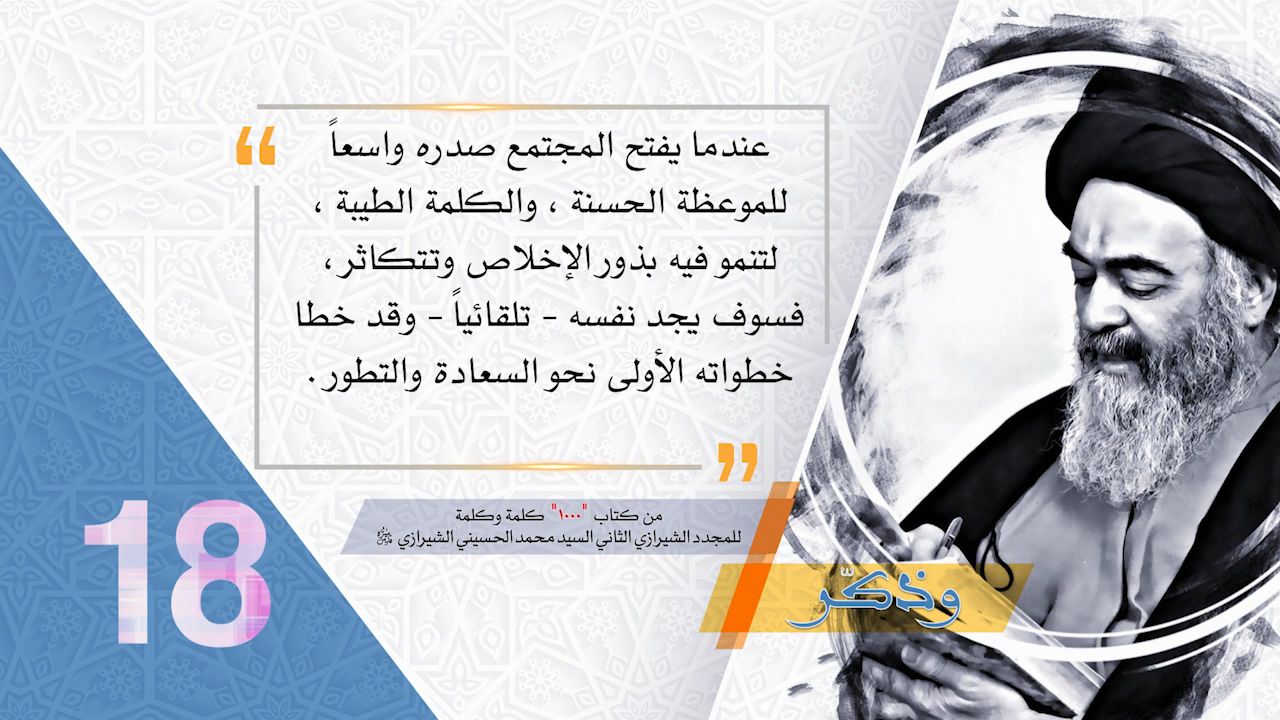 عندما يفتح المجتمع صدره واسعاً
للموعظة الحسنة ، والكلمة الطيبة ،
لتنمو فيه بذور الإخلاص وتتكاثر،
فسوف يجد نفسه - تلقائياً - وقد خطا
خطواته الأولى نحو السعادة والتطور.
من كتاب "١٠٠٠" كلمة وكلمة
للمجدد الشيرازي الثاني السيد محمد الحسيني الشيرازي
وذكّر
18